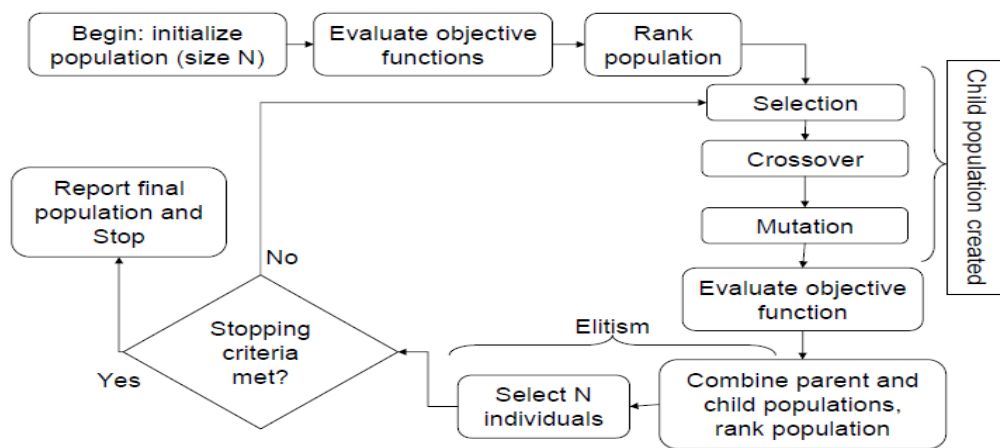 Begin: initialize
population (size N)
Evaluate objective
functions
Rank
population
Selection
Crossover
Mutation
Child population created
Evaluate objective
function
Combine parent and
child populations,
rank population
Elitism
Select N
individuals
Stopping
criteria
met?
No
Yes
Report final
population and
Stop